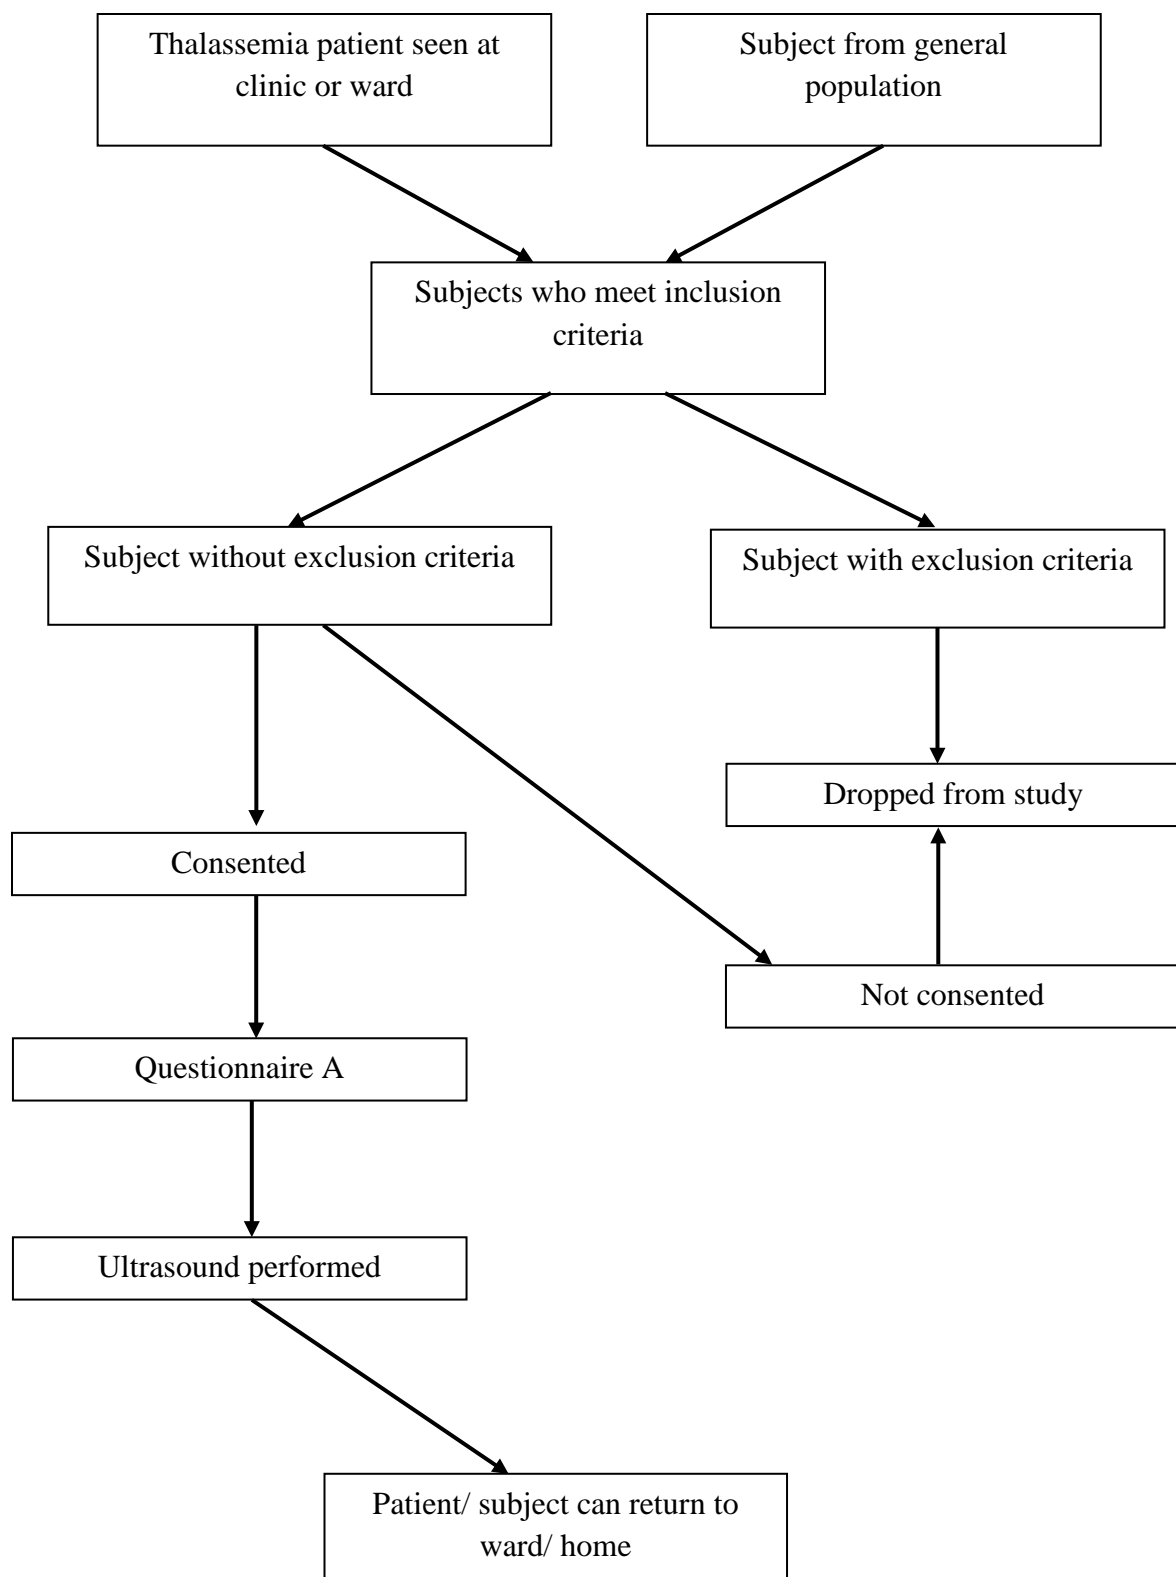 Thalassemia patient seen at
clinic or ward
Subject from general
population
Subjects who meet inclusion
criteria
Subject without exclusion criteria
Subject with exclusion criteria
Dropped from study
Consented
Not consented
Questionnaire A
Ultrasound performed
Patient/ subject can return to
ward/ home